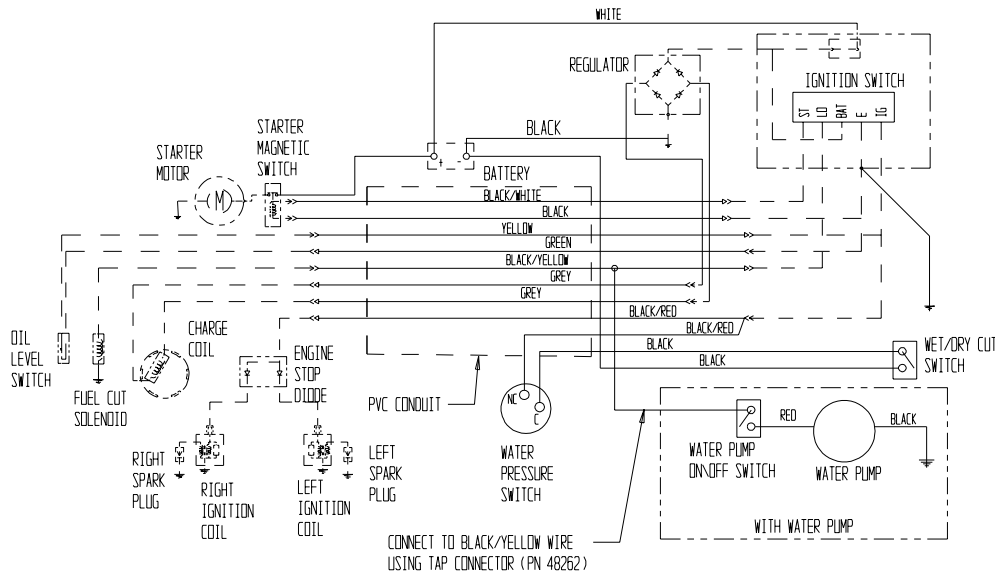 WHITE
REGULATOR
IGNITION SWITCH
ST LO BAT E IG
BLACK
STARTER
MAGNETIC
SWITCH
STARTER
MOTOR
M
+ -
BATTERY
BLACK/WHITE
BLACK
YELLOW
GREEN
BLACK/YELLOW
GREY
GREY
BLACK/RED
BLACK/RED
BLACK
BLACK
OIL
LEVEL
SWITCH
CHARGE
COIL
ENGINE
STOP
DIODE
FUEL CUT
SOLENOID
PVC CONDUIT
NC
C
WET/DRY CUT
SWITCH
RED
BLACK
WATER
PRESSURE
SWITCH
WATER PUMP
ON\OFF SWITCH
WATER PUMP
RIGHT
SPARK
PLUG
RIGHT
IGNITION
COIL
LEFT
IGNITION
COIL
LEFT
SPARK
PLUG
WITH WATER PUMP
CONNECT TO BLACK/YELLOW WIRE
USING TAP CONNECTOR (PN 48262)